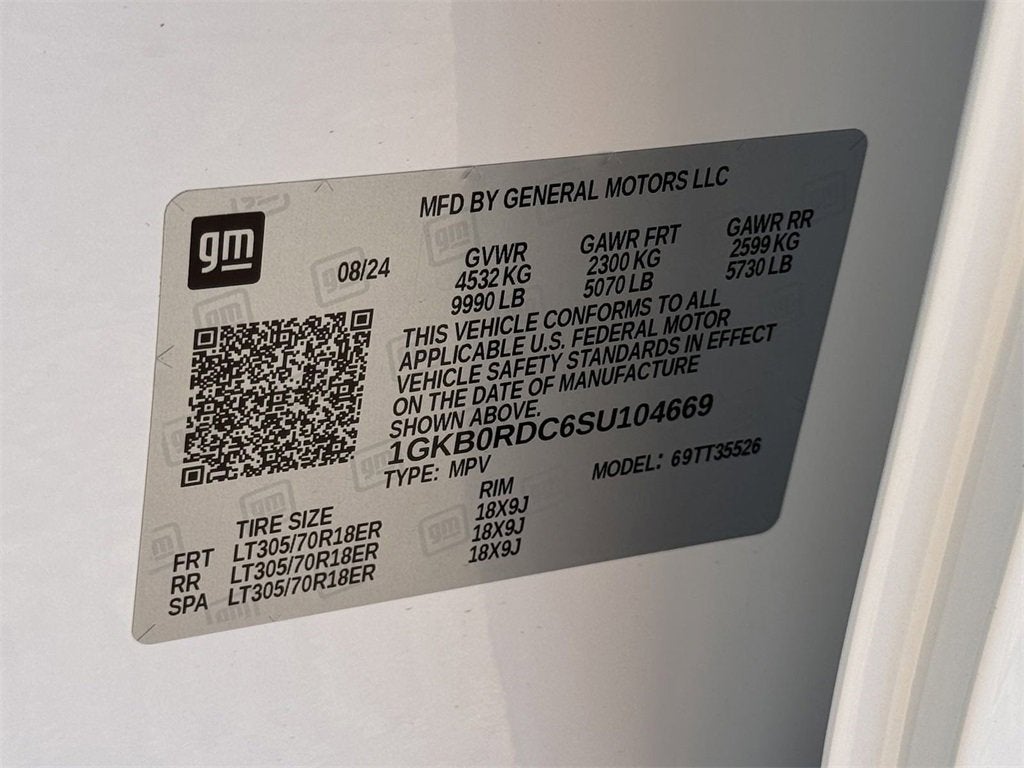 MFD BY GENERAL MOTORS LLC
gm
08/24
GVWR
4532 KG
9990 LB
GAWR FRT
2300 KG
5070 LB
GAWR RR
2599 KG
5730 LB
THIS VEHICLE CONFORMS TO ALL
APPLICABLE U.S. FEDERAL MOTOR
VEHICLE SAFETY STANDARDS IN EFFECT
ON THE DATE OF MANUFACTURE
SHOWN ABOVE.
1GKB0RDC6SU104669
TYPE: MPV
MODEL: 69TT35526
TIRE SIZE RIM
FRT LT305/70R18ER 18X9J
RR LT305/70R18ER 18X9J
SPA LT305/70R18ER 18X9J